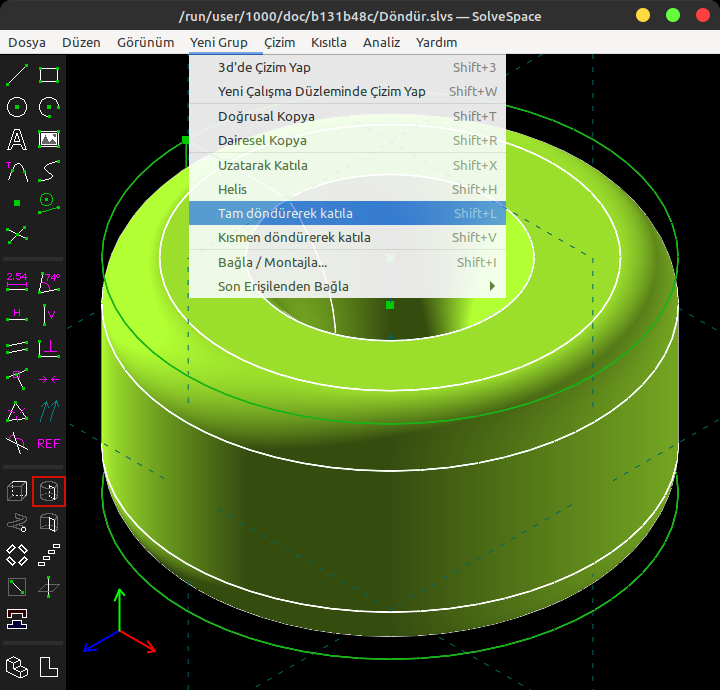 /run/user/1000/doc/b131b48c/Döndür.slvs — SolveSpace
Dosya Düzen Görünüm Yeni Grup Çizim Kısıtla Analiz Yardım
3d'de Çizim Yap Shift+3
Yeni Çalışma Düzleminde Çizim Yap Shift+W
Doğrusal Kopya Shift+T
Dairesel Kopya Shift+R
Uzatarak Katıla Shift+X
Helis Shift+H
Tam döndürerek katıla Shift+L
Kısmen döndürerek katıla Shift+V
Bağla / Montajla... Shift+I
Son Erişilenden Bağla
A
T
2.54 74°
H V
REF